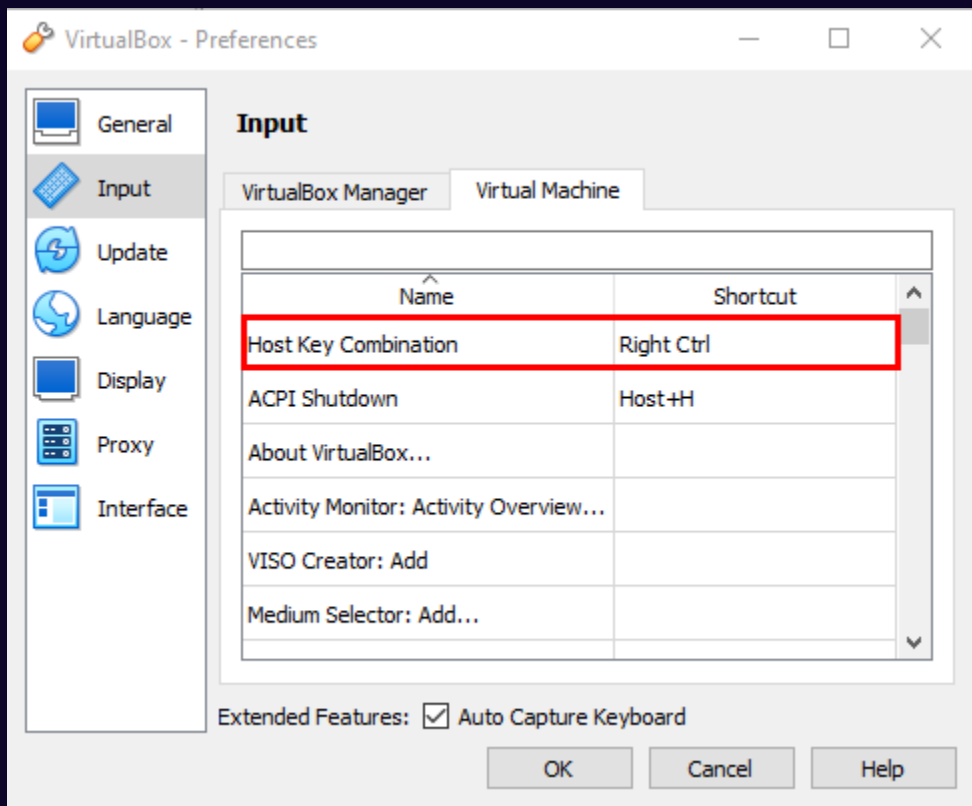 VirtualBox - Preferences
General
Input
Update
Language
Display
Proxy
Interface
Input
VirtualBox Manager Virtual Machine
Name Shortcut
Host Key Combination Right Ctrl
ACPI Shutdown Host+H
About VirtualBox...
Activity Monitor: Activity Overview...
VISO Creator: Add
Medium Selector: Add...
Extended Features: Auto Capture Keyboard
OK Cancel Help